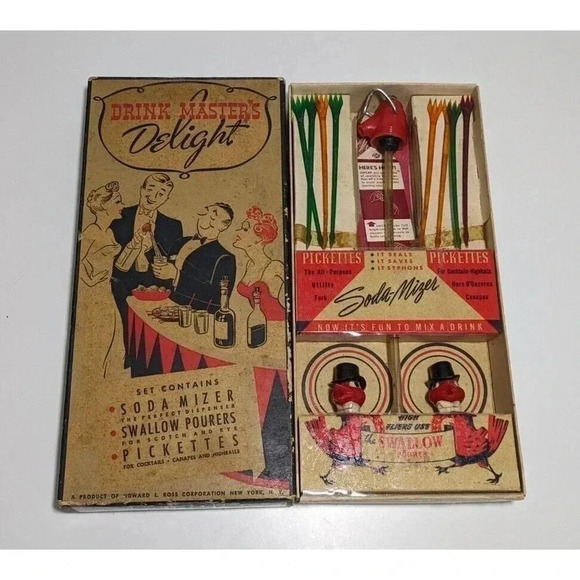 DRINK MASTER'S
Delight
SET CONTAINS
• SODA MIZER
THE PERFECT DISPENSER
• SWALLOW POURERS
FOR SCOTCH AND RYE
• PICKETTES
FOR COCKTAILS • CANAPES AND HIGHBALLS
A PRODUCT OF HOWARD L. ROSS CORPORATION NEW YORK, N.Y.
HERE'S HOW!
PICKETTES
The All-Purpose
Utility
Fork
• IT SEALS
• IT SAVES
• IT SYPHONS
PICKETTES
For Cocktails-Highballs
Hors D'Oeuvres
Canapes
Soda-Mizer
NOW IT'S FUN TO MIX A DRINK
HIGH
FLIERS USE
the SWALLOW
POURER